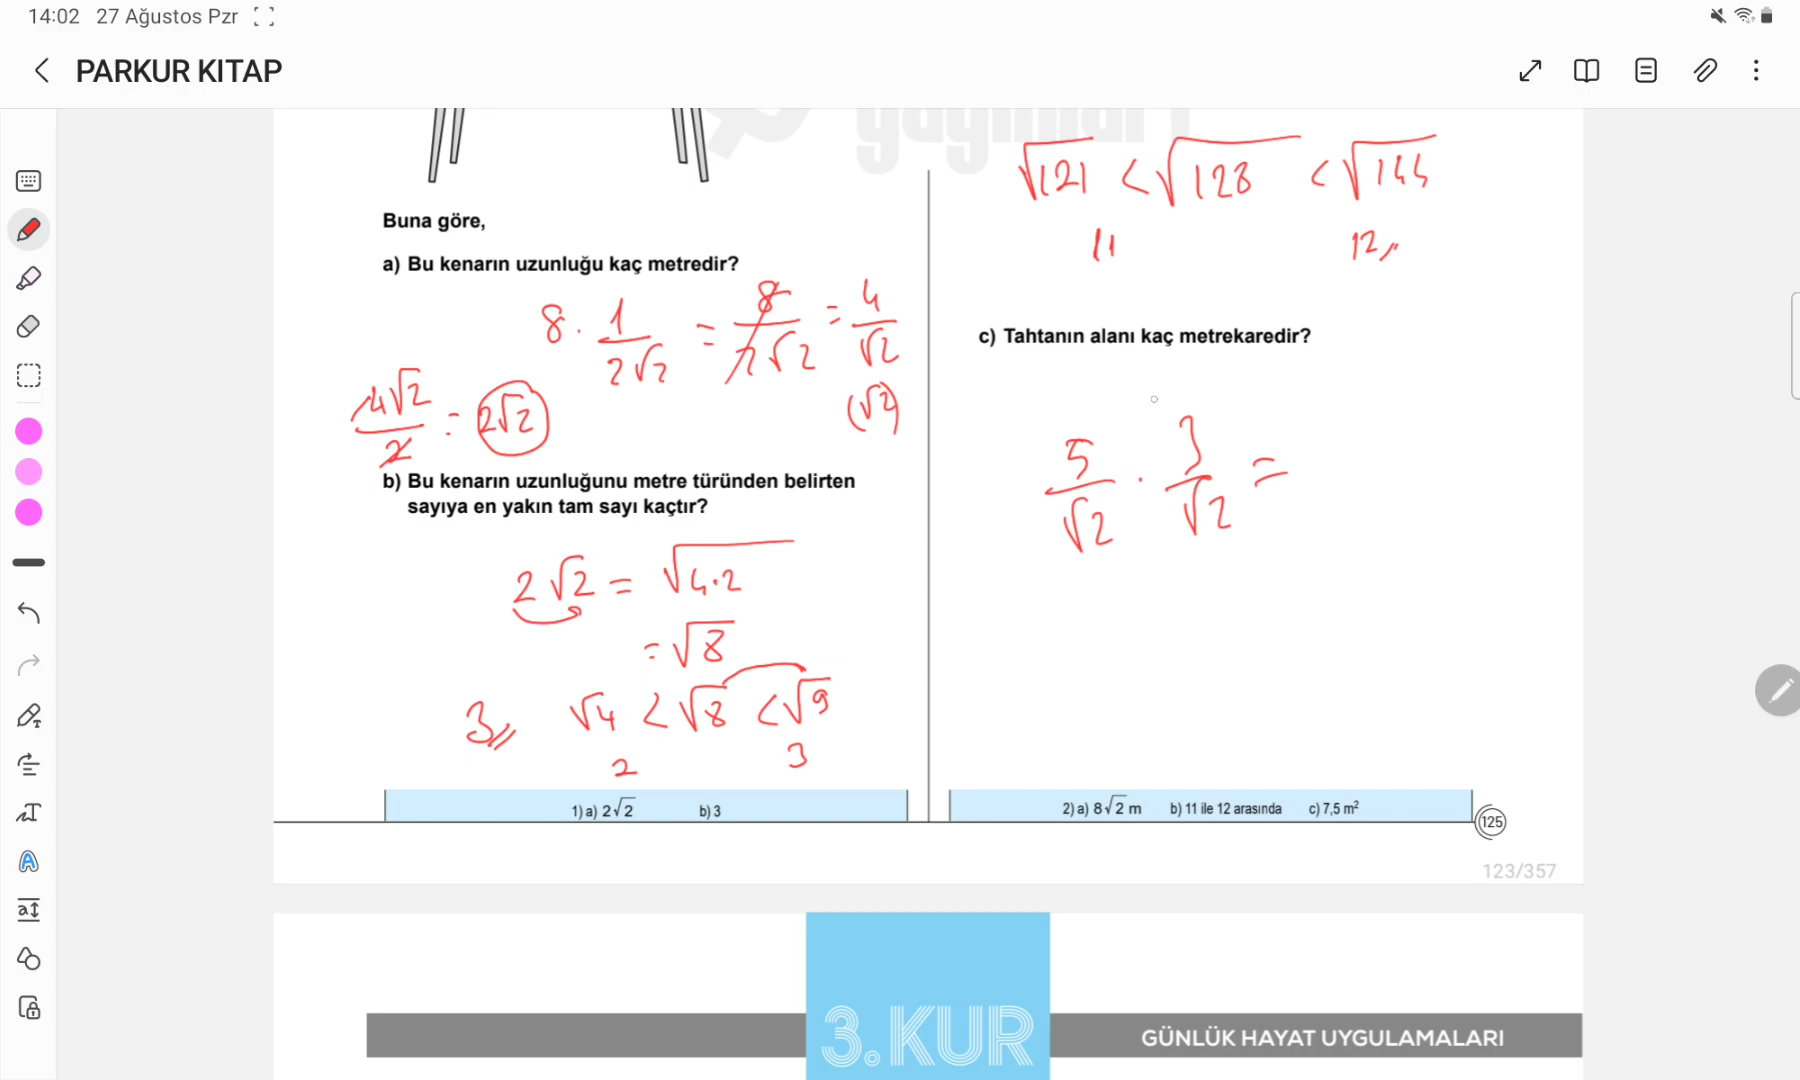 14:02 27 Ağustos Pzr
PARKUR KİTAP
yayınları
Buna göre,
a) Bu kenarın uzunluğu kaç metredir?
8 · 1/2√2 = 8/2√2 = 4/√2
(√2)
4√2/2 = 2√2
b) Bu kenarın uzunluğunu metre türünden belirten
sayıya en yakın tam sayı kaçtır?
2√2 = √4·2
= √8
3 √4 < √8 < √9
2 3
1) a) 2√2 b) 3
√121 < √128 < √144
11 12
c) Tahtanın alanı kaç metrekaredir?
5/√2 · 3/√2 =
2) a) 8√2 m b) 11 ile 12 arasında c) 7,5 m²
125
123/357
3.KUR
GÜNLÜK HAYAT UYGULAMALARI